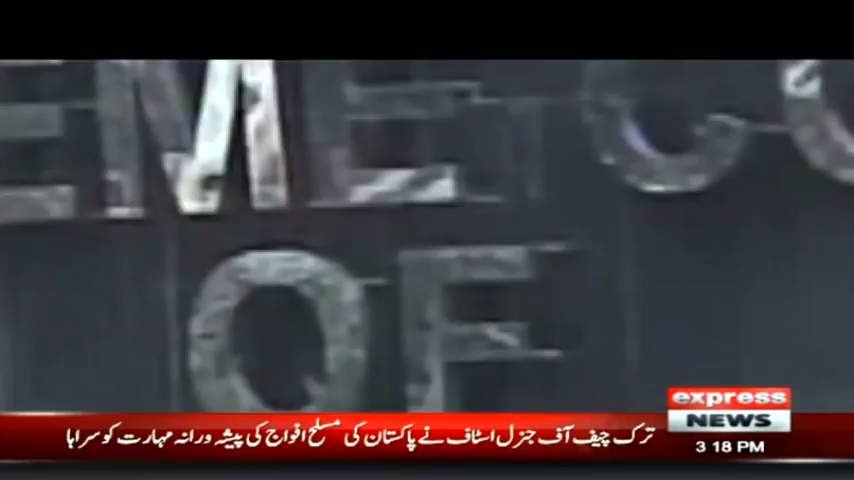 EME CO
OF
express
NEWS
3:18 PM
ترک چیف آف جنرل اسٹاف نے پاکستان کی مسلح افواج کی پیشہ ورانہ مہارت کو سراہا